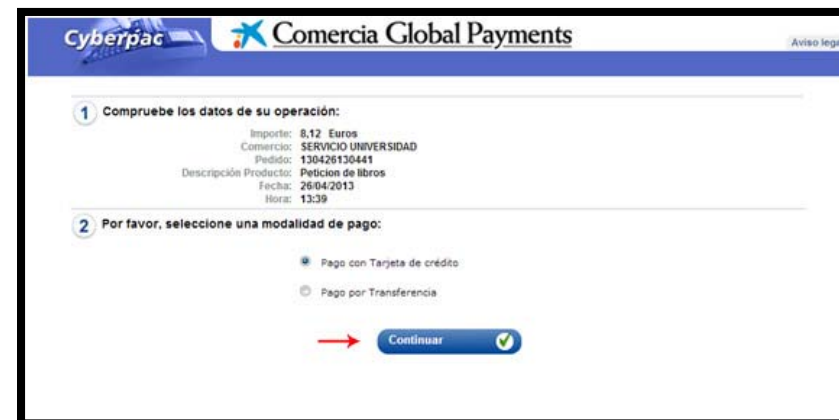 Cyberpac
Comercia Global Payments
Aviso lega
1 Compruebe los datos de su operación:
Importe: 8,12 Euros
Comercio: SERVICIO UNIVERSIDAD
Pedido: 130426130441
Descripción Producto: Peticion de libros
Fecha: 26/04/2013
Hora: 13:39
2 Por favor, seleccione una modalidad de pago:
Pago con Tarjeta de crédito
Pago por Transferencia
Continuar